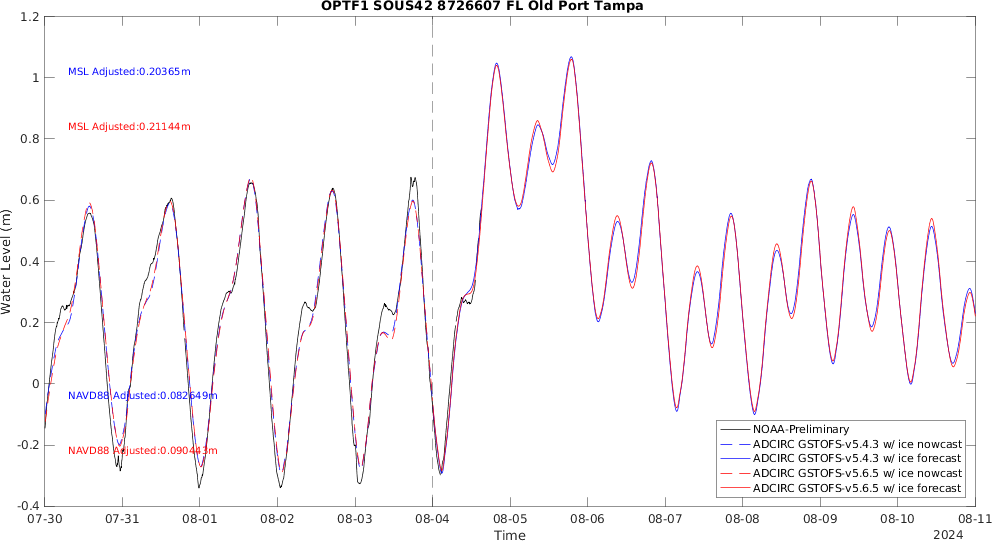 OPTF1 SOUS42 8726607 FL Old Port Tampa
1.2
1
0.8
0.6
0.4
0.2
0
-0.2
-0.4
Water Level (m)
MSL Adjusted:0.20365m
MSL Adjusted:0.21144m
NAVD88 Adjusted:0.082649m
NAVD88 Adjusted:0.090443m
NOAA-Preliminary
ADCIRC GSTOFS-v5.4.3 w/ ice nowcast
ADCIRC GSTOFS-v5.4.3 w/ ice forecast
ADCIRC GSTOFS-v5.6.5 w/ ice nowcast
ADCIRC GSTOFS-v5.6.5 w/ ice forecast
07-30 07-31 08-01 08-02 08-03 08-04 08-05 08-06 08-07 08-08 08-09 08-10 08-11
Time
2024